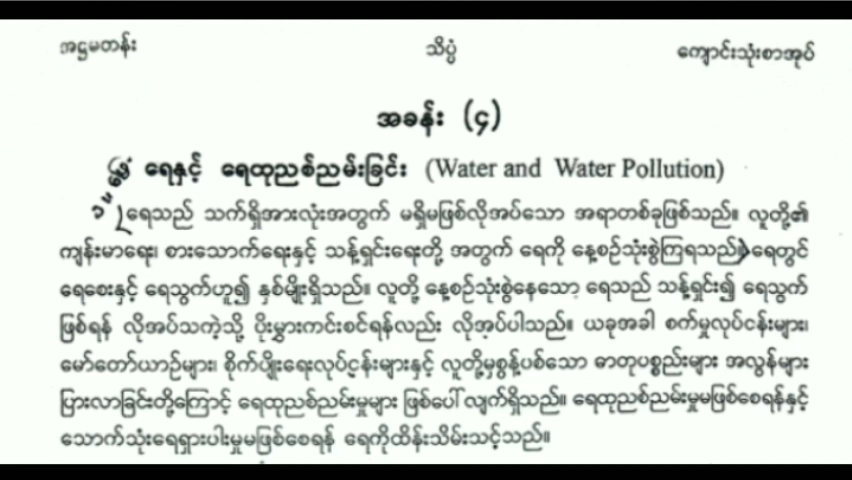 အဋ္ဌမတန်း သိပ္ပံ ကျောင်းသုံးစာအုပ်
အခန်း (၄)
ရေနှင့် ရေထုညစ်ညမ်းခြင်း (Water and Water Pollution)
ရေသည် သက်ရှိအားလုံးအတွက် မရှိမဖြစ်လိုအပ်သော အရာတစ်ခုဖြစ်သည်။ လူတို့၏
ကျန်းမာရေး၊ စားသောက်ရေးနှင့် သန့်ရှင်းရေးတို့ အတွက် ရေကို နေ့စဉ်သုံးစွဲကြရသည် ရေတွင်
ရေစေးနှင့် ရေသွက်ဟူ၍ နှစ်မျိုးရှိသည်။ လူတို့ နေ့စဉ်သုံးစွဲနေသော ရေသည် သန့်ရှင်း၍ ရေသွက်
ဖြစ်ရန် လိုအပ်သကဲ့သို့ ပိုးမွှားကင်းစင်ရန်လည်း လိုအပ်ပါသည်။ ယခုအခါ စက်မှုလုပ်ငန်းများ၊
မော်တော်ယာဉ်များ၊ စိုက်ပျိုးရေးလုပ်ငန်းများနှင့် လူတို့မှစွန့်ပစ်သော ဓာတုပစ္စည်းများ အလွန်များ
ပြားလာခြင်းတို့ကြောင့် ရေထုညစ်ညမ်းမှုများ ဖြစ်ပေါ်လျက်ရှိသည်။ ရေထုညစ်ညမ်းမှုမဖြစ်စေရန်နှင့်
သောက်သုံးရေရှားပါးမှုမဖြစ်စေရန် ရေကိုထိန်းသိမ်းသင့်သည်။